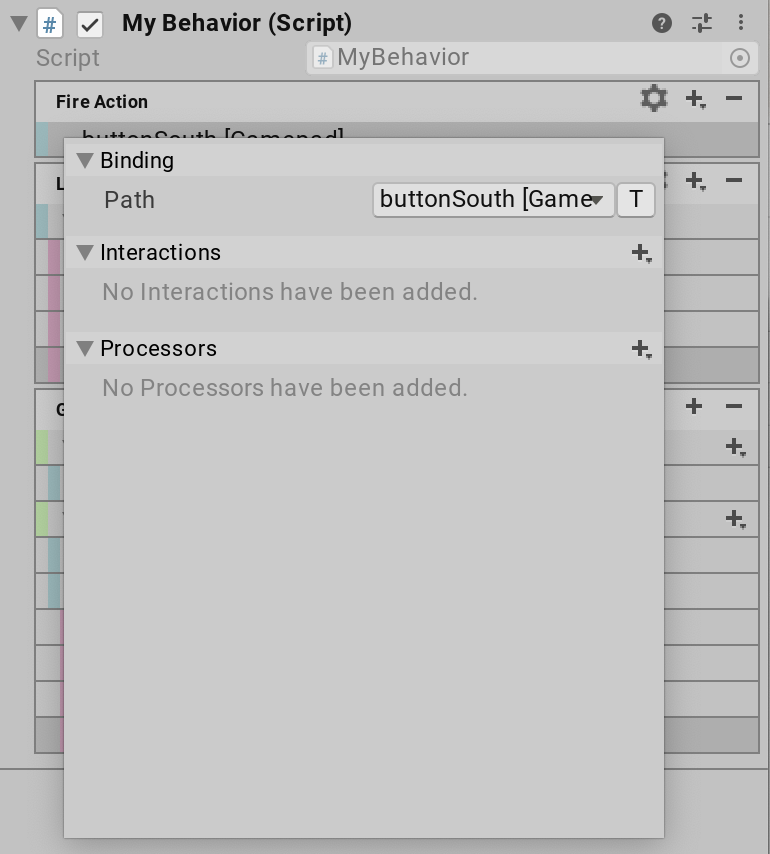 # My Behavior (Script)
Script # MyBehavior
Fire Action
buttonSouth [Gamepad]
Binding
Path buttonSouth [Game T
Interactions
No Interactions have been added.
Processors
No Processors have been added.